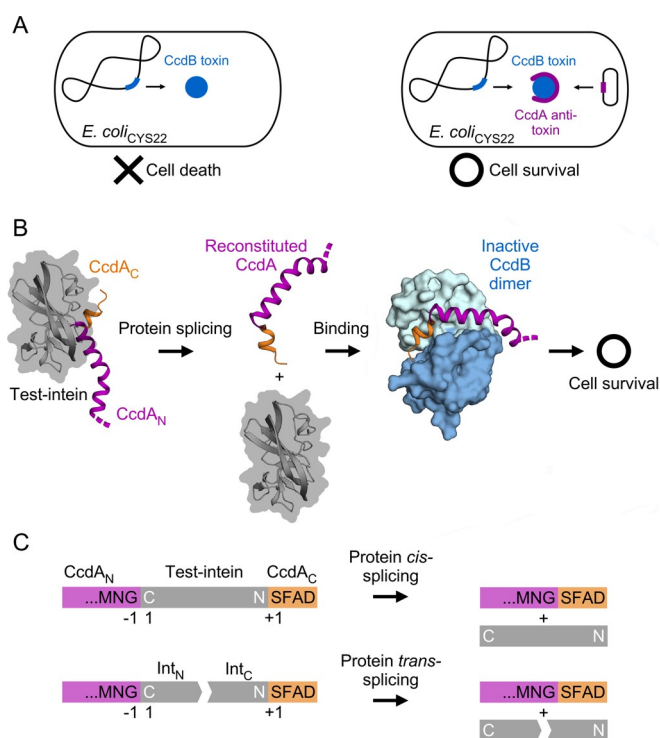 A
CcdB toxin
E. coliCYS22
Cell death
CcdB toxin
CcdA anti-
toxin
E. coliCYS22
Cell survival
B
CcdAC
Test-intein
CcdAN
Protein splicing
Reconstituted
CcdA
+
Binding
Inactive
CcdB
dimer
Cell survival
C
CcdAN Test-intein CcdAC
...MNG C N SFAD
-1 1 +1
Protein cis-
splicing
...MNG SFAD
+
C N
IntN IntC
...MNG C N SFAD
-1 1 +1
Protein trans-
splicing
...MNG SFAD
+
C N